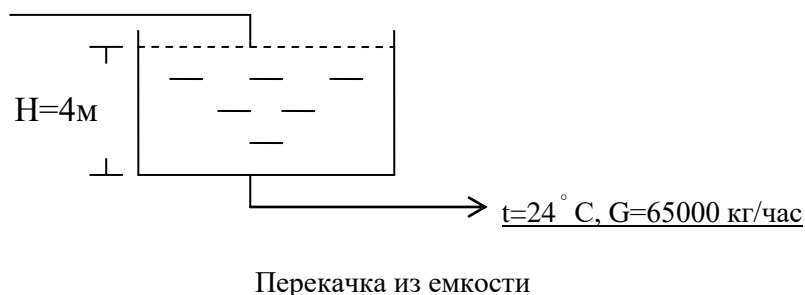 H=4м
t=24° C, G=65000 кг/час
Перекачка из емкости